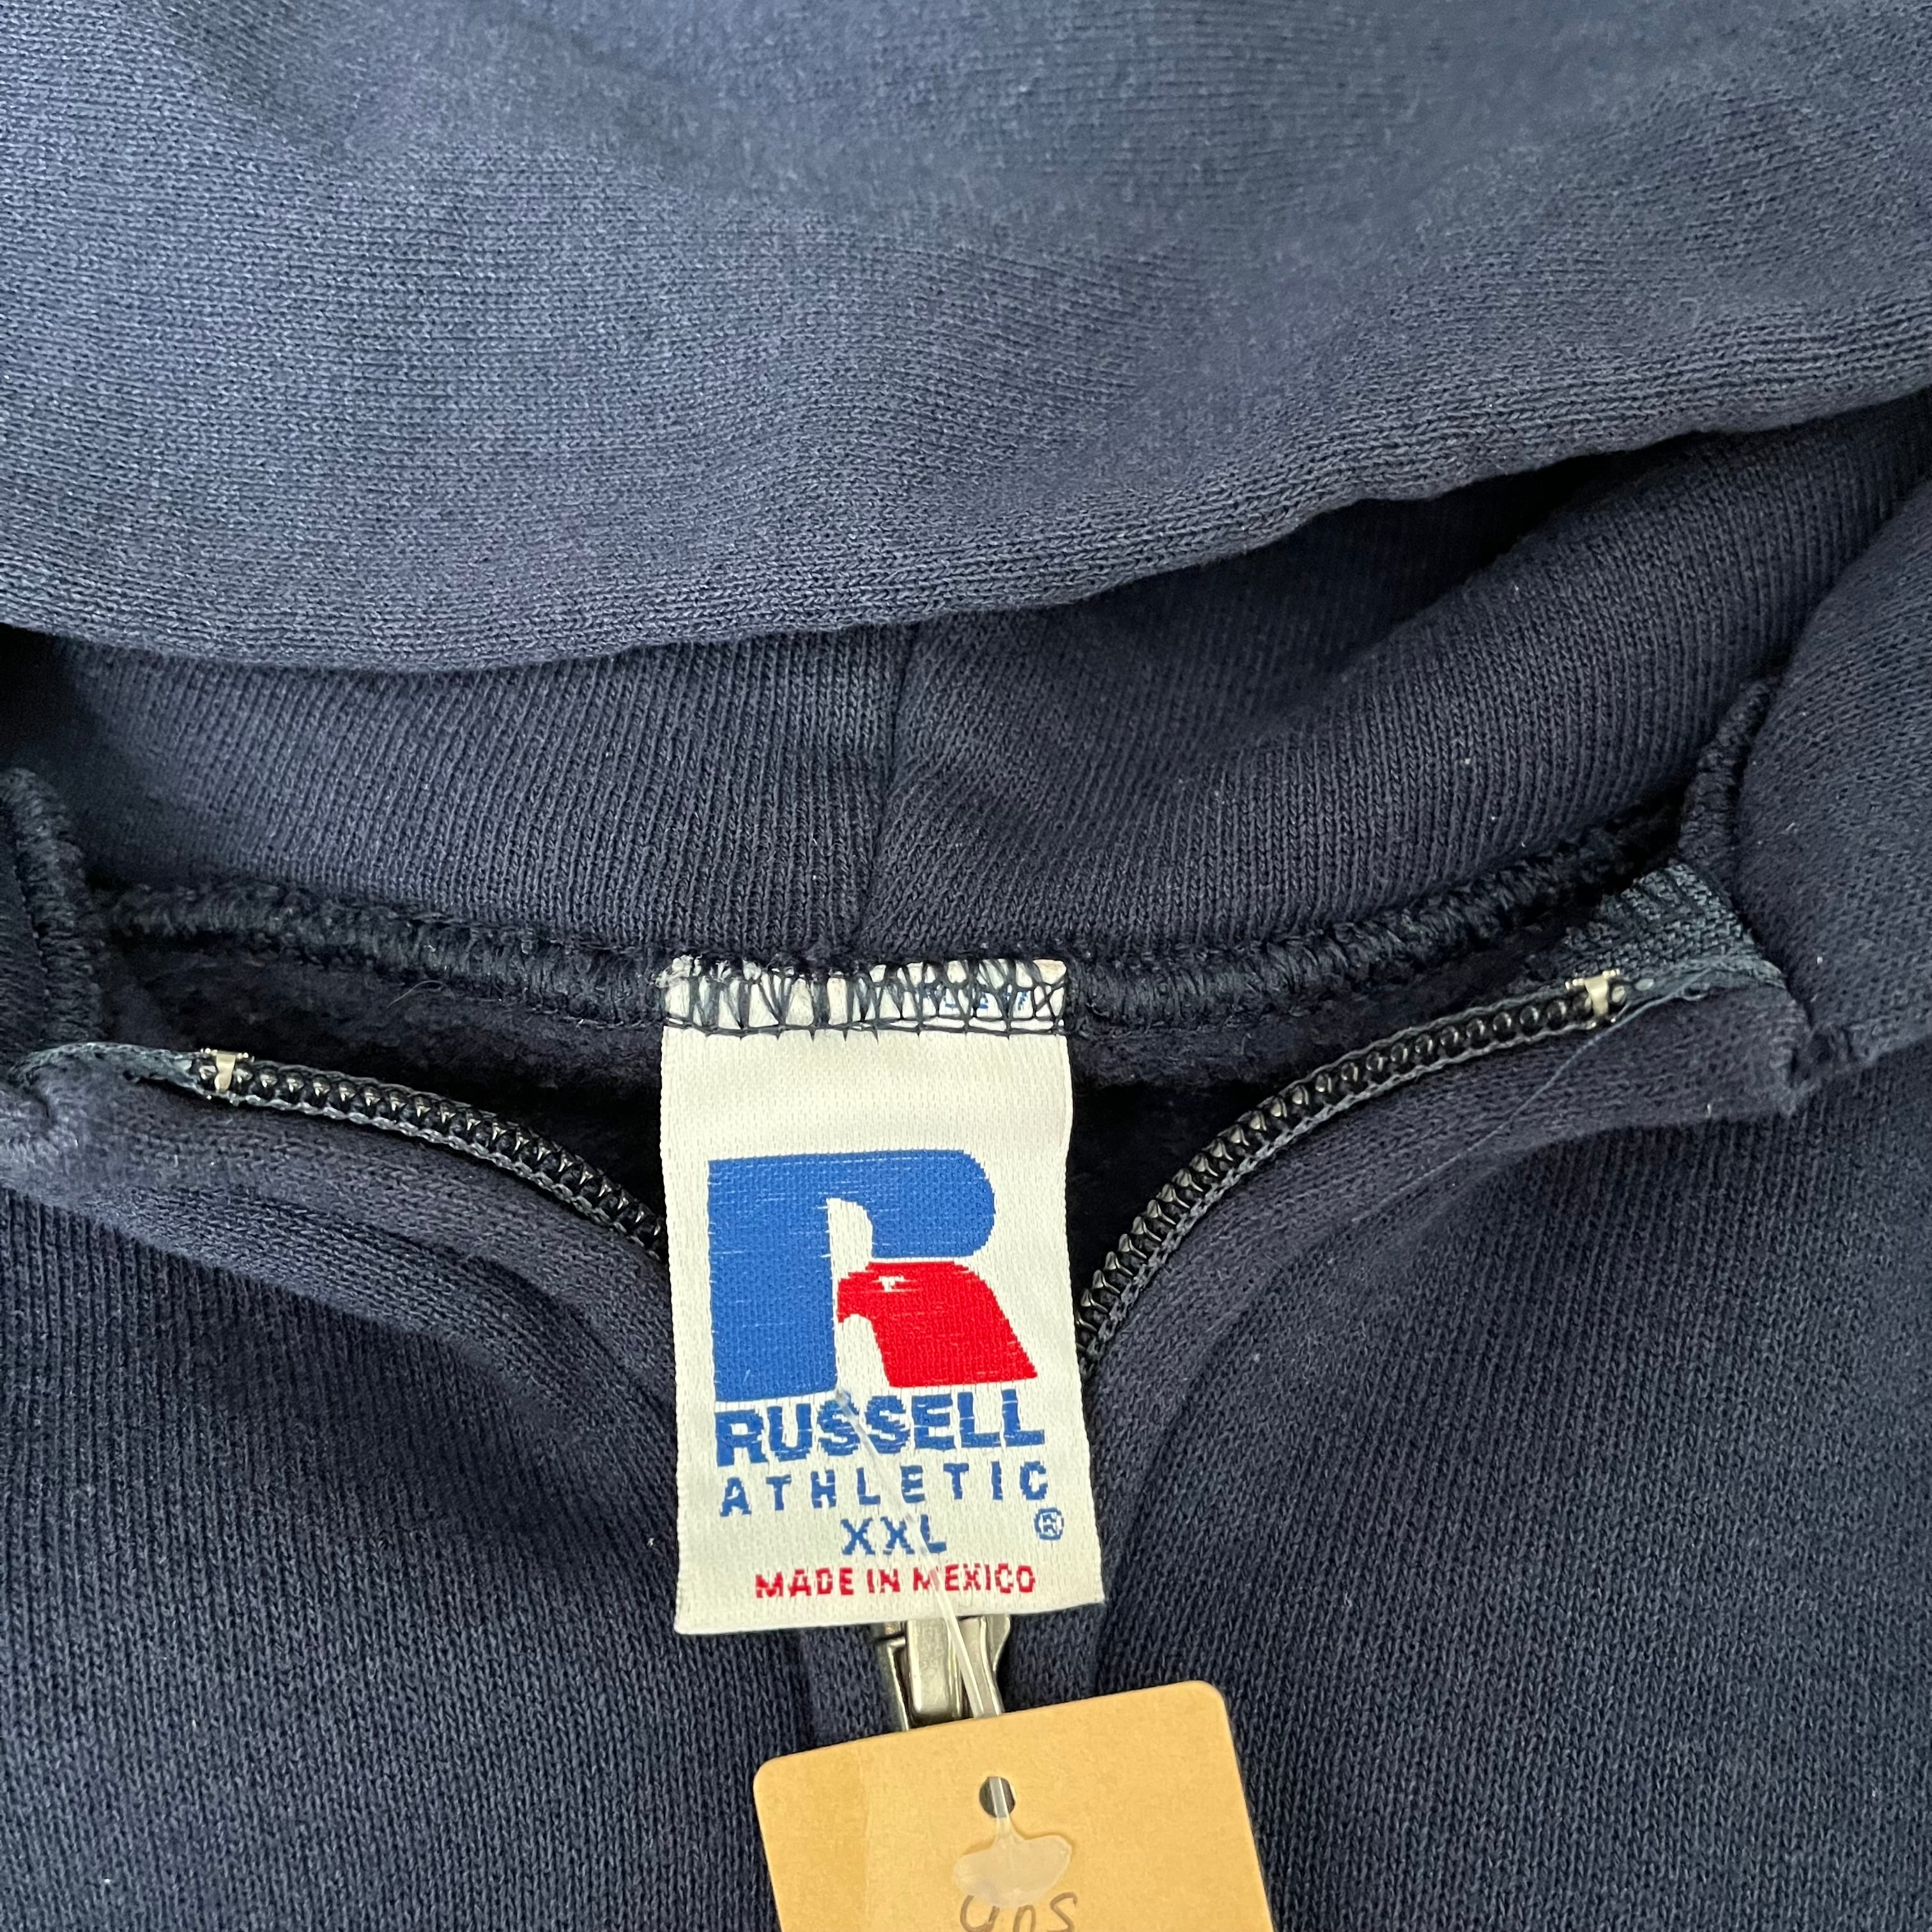 RUSSELL
ATHLETIC
XXL ®
MADE IN MEXICO